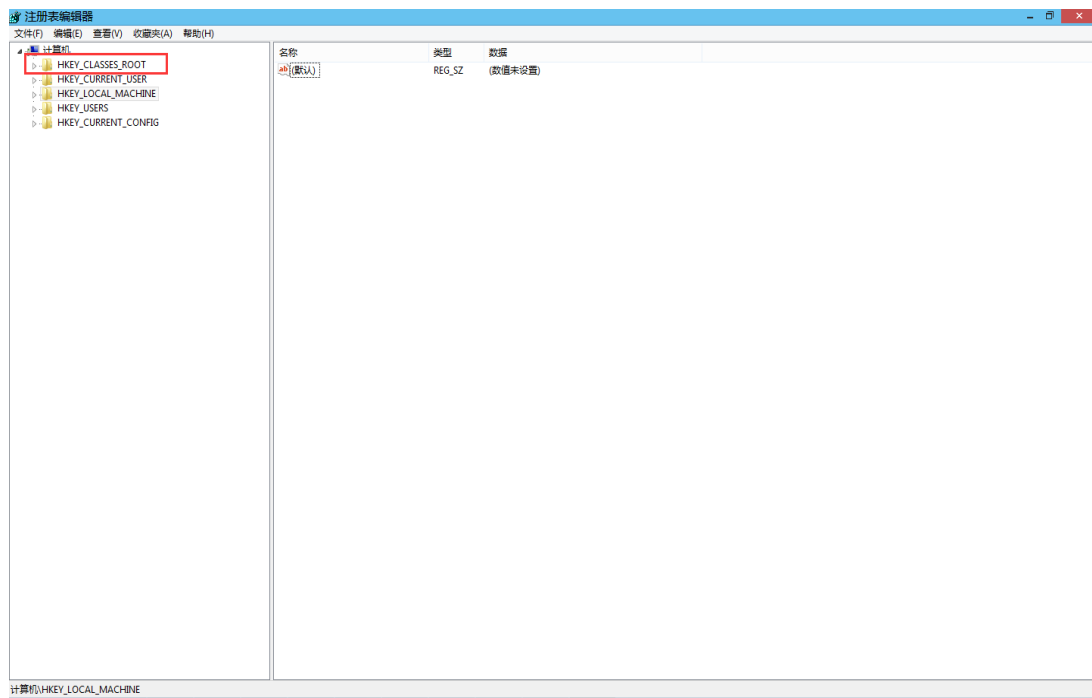 注册表编辑器
文件(F) 编辑(E) 查看(V) 收藏夹(A) 帮助(H)
计算机
HKEY_CLASSES_ROOT
HKEY_CURRENT_USER
HKEY_LOCAL_MACHINE
HKEY_USERS
HKEY_CURRENT_CONFIG
名称 类型 数据
ab (默认) REG_SZ (数值未设置)
计算机\HKEY_LOCAL_MACHINE